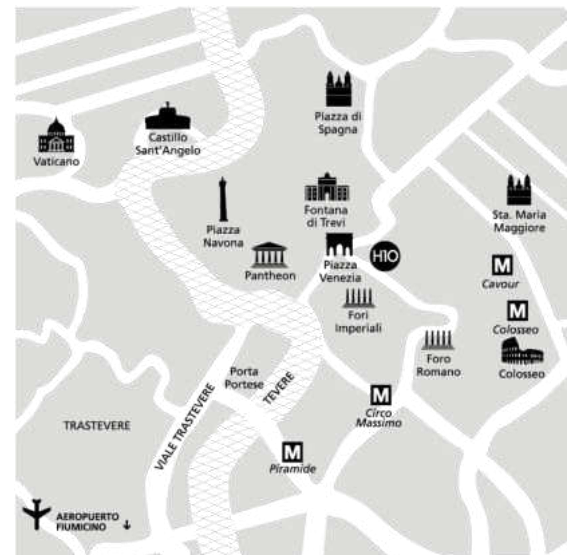 Piazza di
Spagna
Castillo
Sant'Angelo
Vaticano
Fontana
di Trevi
Sta. Maria
Maggiore
Piazza
Navona
Pantheon
Piazza
Venezia
H10
M
Cavour
Fori
Imperiali
M
Colosseo
Foro
Romano
Colosseo
Porta
Portese
TEVERE
VIALE TRASTEVERE
M
Circo
Massimo
TRASTEVERE
M
Piramide
AEROPUERTO
FIUMICINO